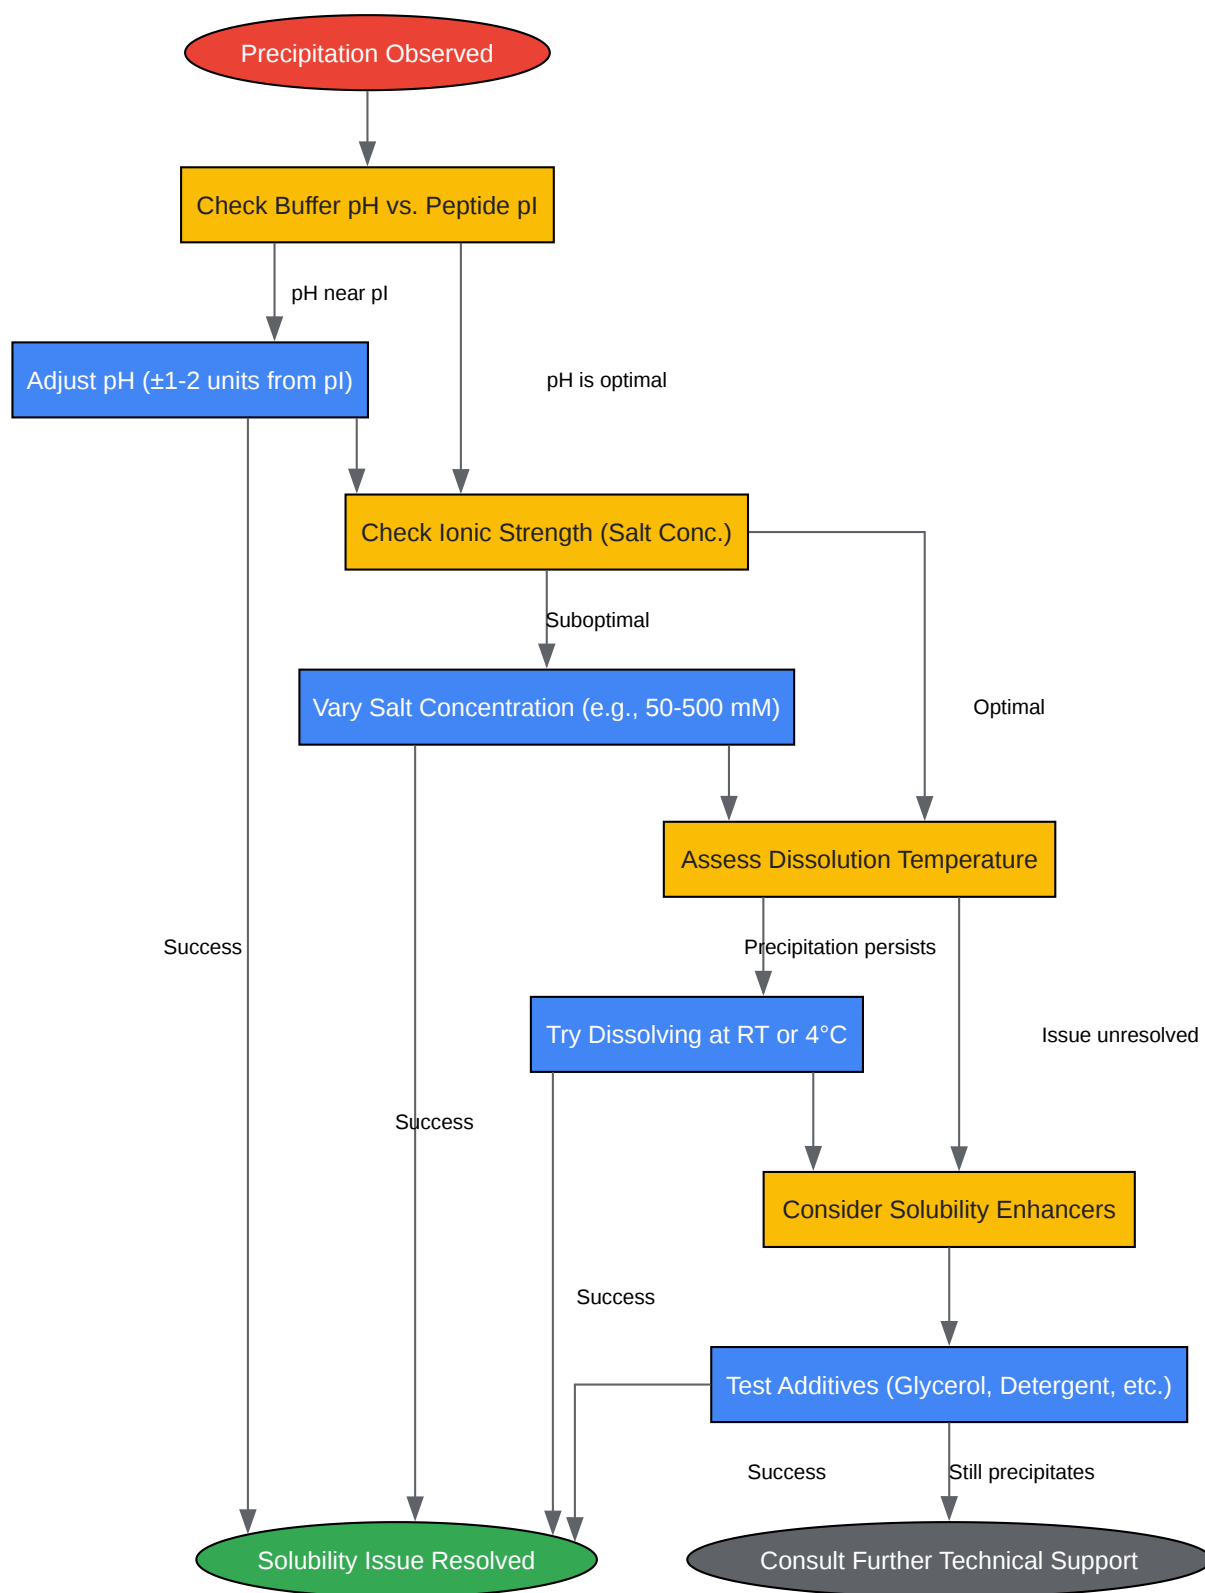 Precipitation Observed
Check Buffer pH vs. Peptide pI
pH near pI
Adjust pH (±1-2 units from pI)
pH is optimal
Check Ionic Strength (Salt Conc.)
Suboptimal
Vary Salt Concentration (e.g., 50-500 mM)
Optimal
Assess Dissolution Temperature
Success
Precipitation persists
Try Dissolving at RT or 4°C
Issue unresolved
Success
Consider Solubility Enhancers
Success
Test Additives (Glycerol, Detergent, etc.)
Success
Still precipitates
Solubility Issue Resolved
Consult Further Technical Support